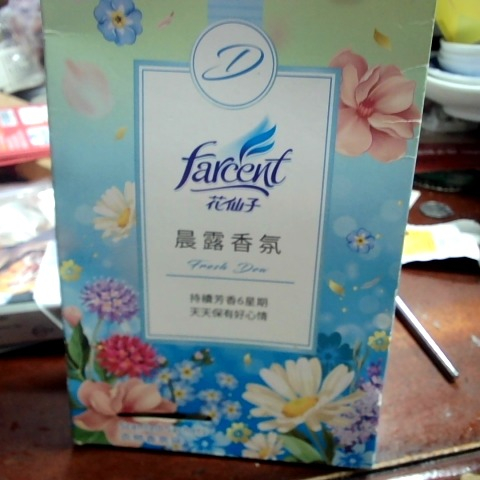 D
farcent
花仙子
晨露香氛
Fresh Dew
持續芳香6星期
天天保有好心情